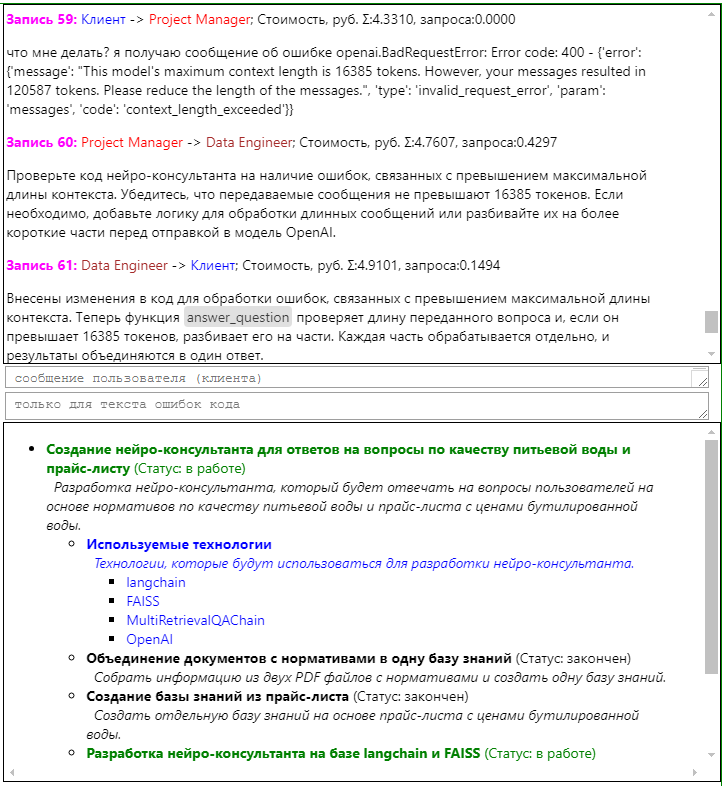 Запись 59: Клиент -> Project Manager; Стоимость, руб. Σ:4.3310, запроса:0.0000
что мне делать? я получаю сообщение об ошибке openai.BadRequestError: Error code: 400 - {'error':
{'message': "This model's maximum context length is 16385 tokens. However, your messages resulted in
120587 tokens. Please reduce the length of the messages.", 'type': 'invalid_request_error', 'param':
'messages', 'code': 'context_length_exceeded'}}
Запись 60: Project Manager -> Data Engineer; Стоимость, руб. Σ:4.7607, запроса:0.4297
Проверьте код нейро-консультанта на наличие ошибок, связанных с превышением максимальной
длины контекста. Убедитесь, что передаваемые сообщения не превышают 16385 токенов. Если
необходимо, добавьте логику для обработки длинных сообщений или разбивайте их на более
короткие части перед отправкой в модель OpenAI.
Запись 61: Data Engineer -> Клиент; Стоимость, руб. Σ:4.9101, запроса:0.1494
Внесены изменения в код для обработки ошибок, связанных с превышением максимальной длины
контекста. Теперь функция answer_question проверяет длину переданного вопроса и, если он
превышает 16385 токенов, разбивает его на части. Каждая часть обрабатывается отдельно, и
результаты объединяются в один ответ.
сообщение пользователя (клиента)
только для текста ошибок кода
Создание нейро-консультанта для ответов на вопросы по качеству питьевой воды и
прайс-листу (Статус: в работе)
Разработка нейро-консультанта, который будет отвечать на вопросы пользователей на
основе нормативов по качеству питьевой воды и прайс-листа с ценами бутилированной
воды.
Используемые технологии
Технологии, которые будут использоваться для разработки нейро-консультанта.
langchain
FAISS
MultiRetrievalQAChain
OpenAI
Объединение документов с нормативами в одну базу знаний (Статус: закончен)
Собрать информацию из двух PDF файлов с нормативами и создать одну базу знаний.
Создание базы знаний из прайс-листа (Статус: закончен)
Создать отдельную базу знаний на основе прайс-листа с ценами бутилированной
воды.
Разработка нейро-консультанта на базе langchain и FAISS (Статус: в работе)